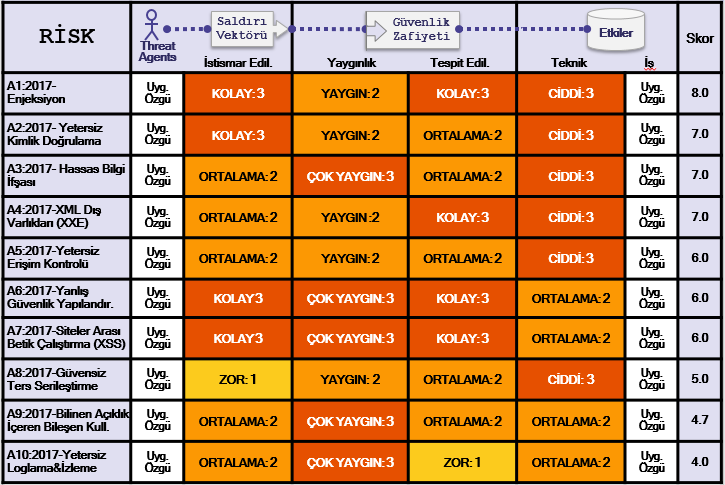 RİSK
Threat
Agents
Saldırı
Vektörü
Güvenlik
Zafiyeti
Etkiler
Skor
İstismar Edil.
Yaygınlık
Tespit Edil.
Teknik
İş
A1:2017-
Enjeksiyon
Uyg.
Özgü
KOLAY: 3
YAYGIN: 2
KOLAY: 3
CİDDİ: 3
Uyg.
Özgü
8.0
A2:2017- Yetersiz
Kimlik Doğrulama
Uyg.
Özgü
KOLAY: 3
YAYGIN: 2
ORTALAMA: 2
CİDDİ: 3
Uyg.
Özgü
7.0
A3:2017- Hassas Bilgi
İfşası
Uyg.
Özgü
ORTALAMA: 2
ÇOK YAYGIN: 3
ORTALAMA: 2
CİDDİ: 3
Uyg.
Özgü
7.0
A4:2017-XML Dış
Varlıkları (XXE)
Uyg.
Özgü
ORTALAMA: 2
YAYGIN: 2
KOLAY: 3
CİDDİ: 3
Uyg.
Özgü
7.0
A5:2017-Yetersiz
Erişim Kontrolü
Uyg.
Özgü
ORTALAMA: 2
YAYGIN: 2
ORTALAMA: 2
CİDDİ: 3
Uyg.
Özgü
6.0
A6:2017-Yanlış
Güvenlik Yapılandır.
Uyg.
Özgü
KOLAY 3
ÇOK YAYGIN: 3
KOLAY: 3
ORTALAMA: 2
Uyg.
Özgü
6.0
A7:2017-Siteler Arası
Betik Çalıştırma (XSS)
Uyg.
Özgü
KOLAY 3
ÇOK YAYGIN: 3
KOLAY: 3
ORTALAMA: 2
Uyg.
Özgü
6.0
A8:2017-Güvensiz
Ters Serileştirme
Uyg.
Özgü
ZOR: 1
YAYGIN: 2
ORTALAMA: 2
CİDDİ: 3
Uyg.
Özgü
5.0
A9:2017-Bilinen Açıklık
İçeren Bileşen Kull.
Uyg.
Özgü
ORTALAMA: 2
ÇOK YAYGIN: 3
ORTALAMA: 2
ORTALAMA: 2
Uyg.
Özgü
4.7
A10:2017-Yetersiz
Loglama&İzleme
Uyg.
Özgü
ORTALAMA: 2
ÇOK YAYGIN: 3
ZOR: 1
ORTALAMA: 2
Uyg.
Özgü
4.0